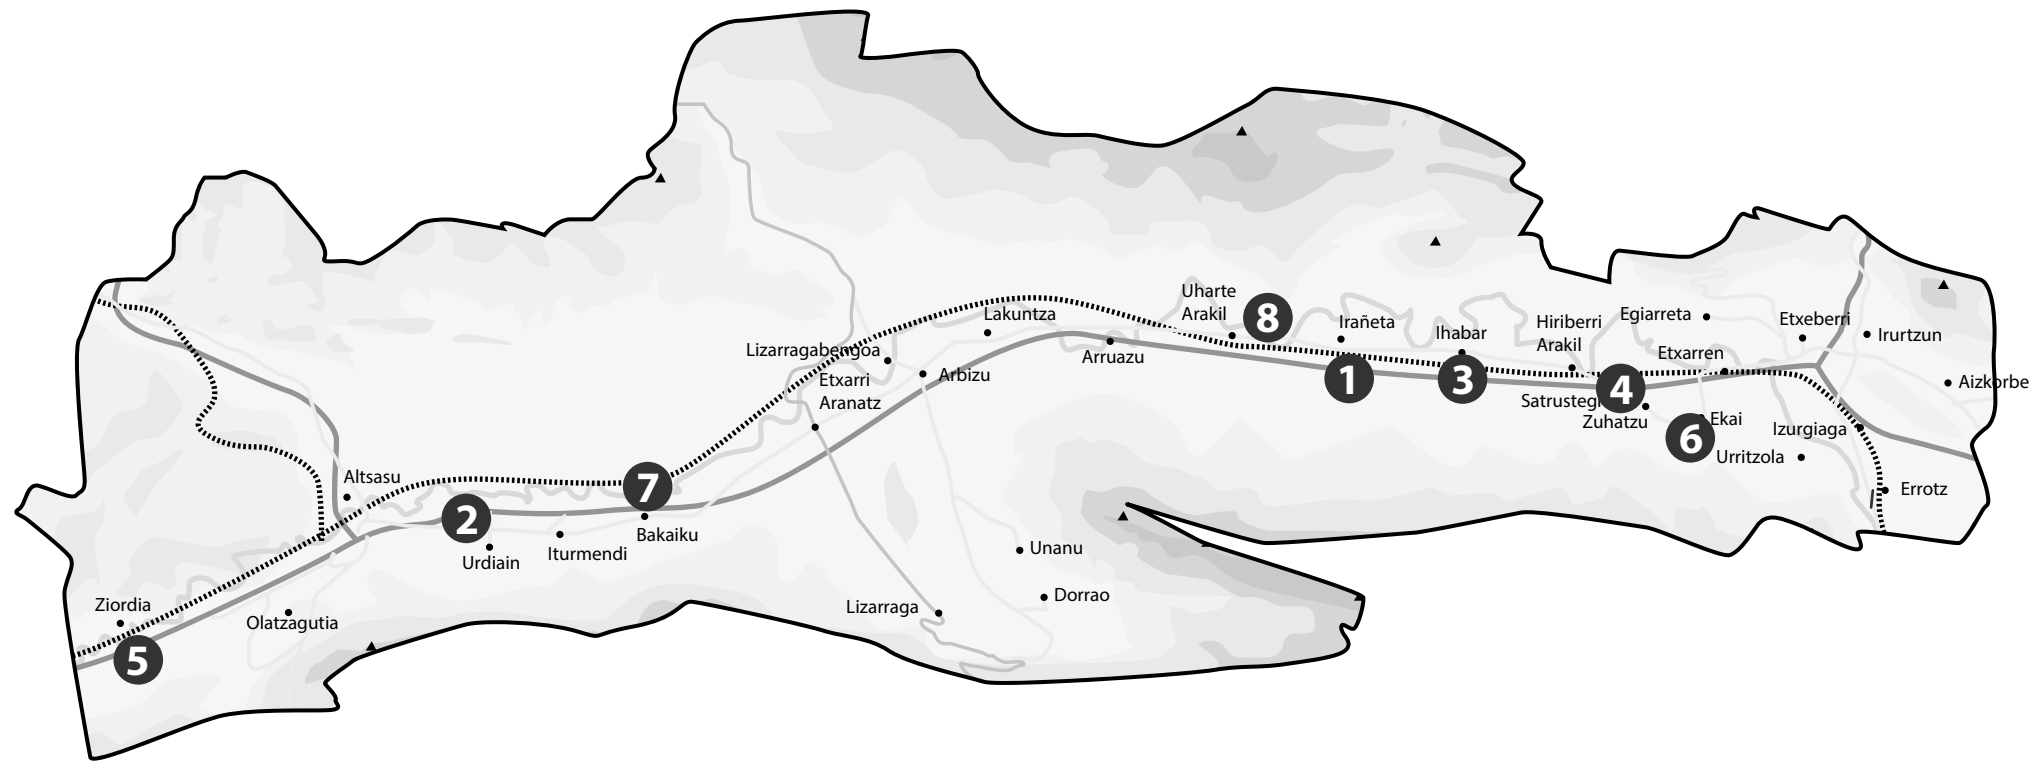 Uharte
Arakil
8
Lakuntza
Irañeta
Ihabar
Hiriberri
Arakil
Egiarreta
Etxeberri
Irurtzun
Lizarragabengoa
Arruazu
Etxarren
Etxarri
Aranatz
Arbizu
1
3
4
Aizkorbe
Satrustegi
Zuhatzu
Ekai
6
Izurgiaga
Urritzola
Altsasu
7
Errotz
2
Bakaiku
Iturmendi
Urdiain
Unanu
Dorrao
Ziordia
Olatzagutia
Lizarraga
5